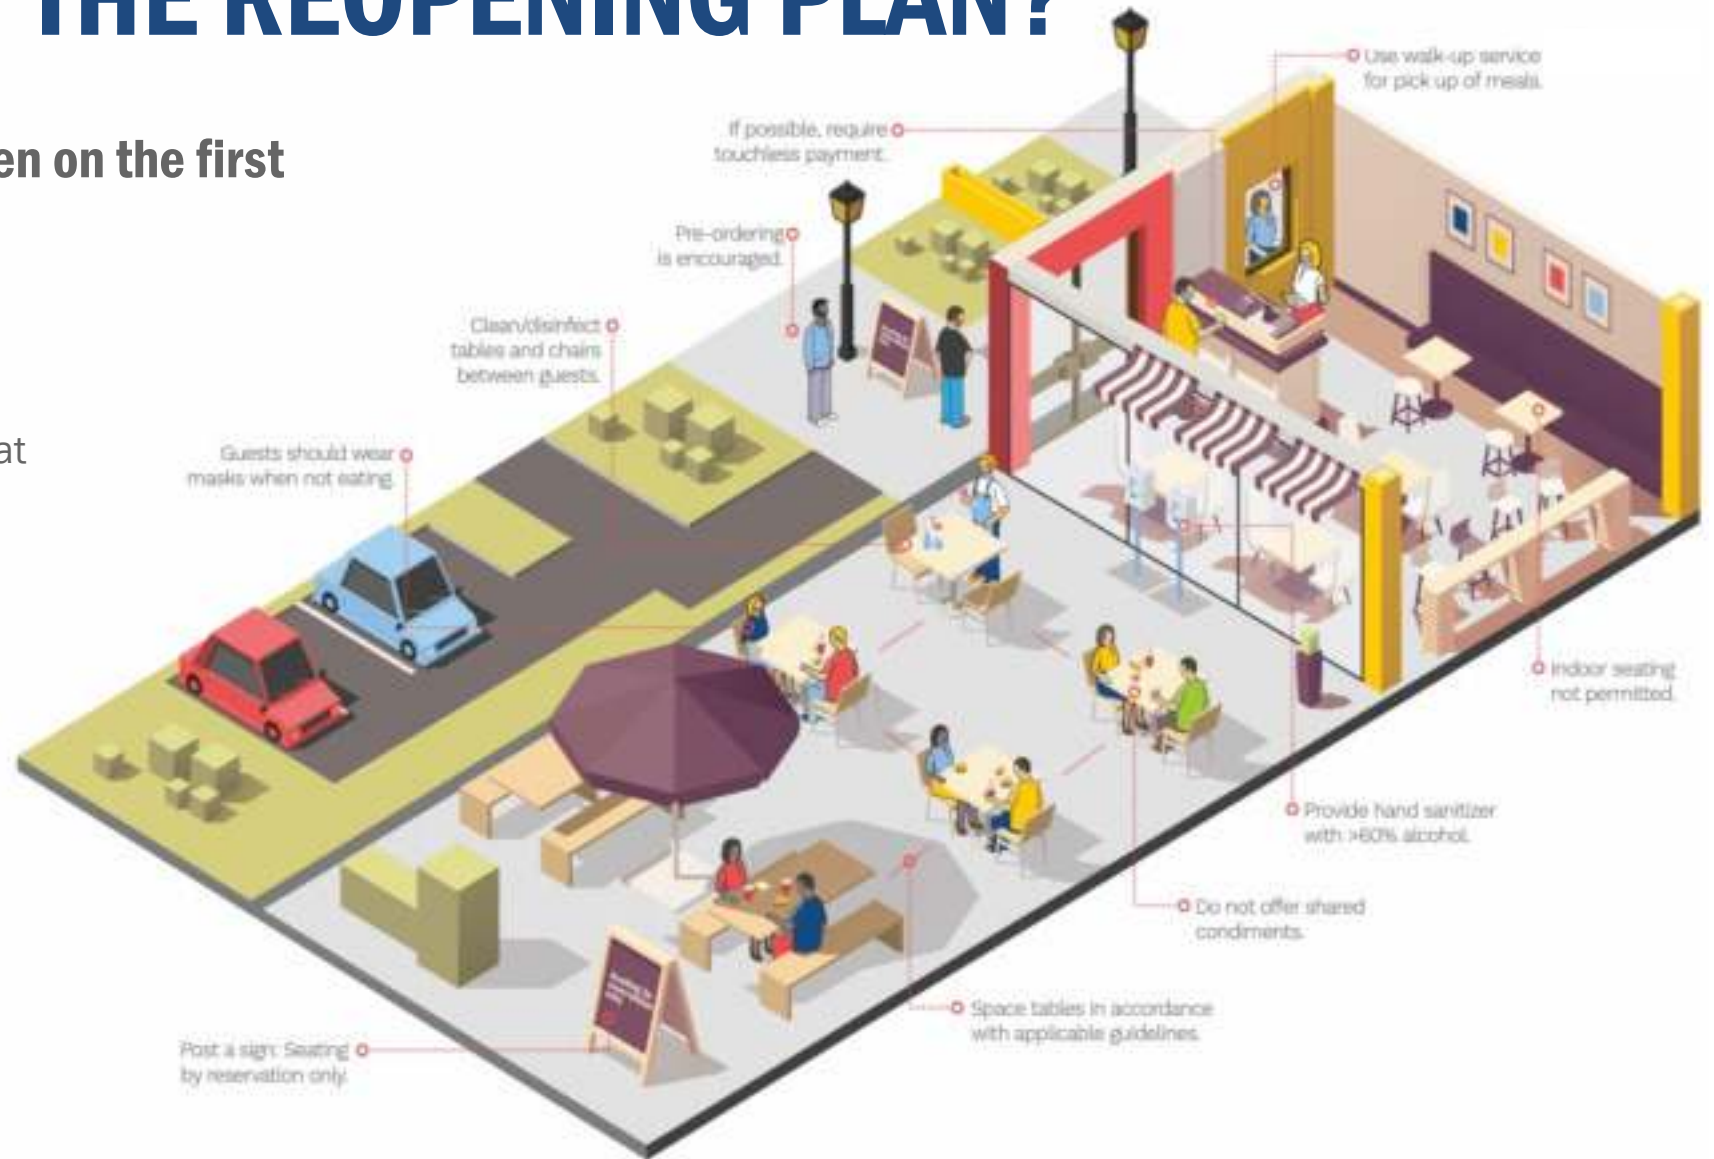 THE REOPENING PLAN?
en on the first
at
Use walk-up service
for pick up of meals.
If possible, require
touchless payment.
Pre-ordering
is encouraged.
Clean/disinfect
tables and chairs
between guests.
Guests should wear
masks when not eating.
Indoor seating
not permitted.
Provide hand sanitizer
with >60% alcohol.
Do not offer shared
condiments.
Space tables in accordance
with applicable guidelines.
Post a sign: Seating
by reservation only.